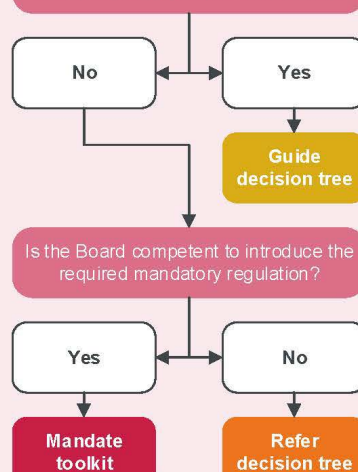 No
Yes
Guide
decision tree
Is the Board competent to introduce the
required mandatory regulation?
Yes
No
Mandate
toolkit
Refer
decision tree